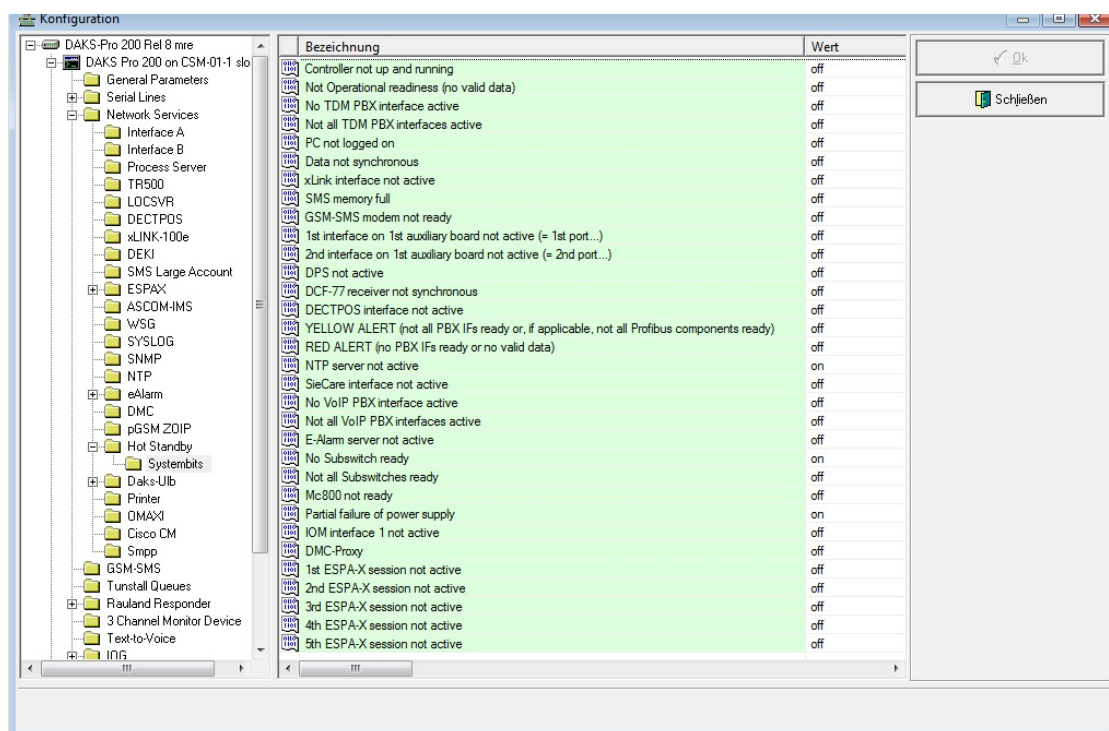 Konfiguration
DAKS-Pro 200 Rel 8 mre
DAKS Pro 200 on CSM-01-1 slo
General Parameters
Serial Lines
Network Services
Interface A
Interface B
Process Server
TR500
LOCSVR
DECTPOS
xLINK-100e
DEKI
SMS Large Account
ESPAX
ASCOM-IMS
WSG
SYSLOG
SNMP
NTP
eAlarm
DMC
pGSM ZOIP
Hot Standby
Systembits
Daks-Ulb
Printer
OMAXI
Cisco CM
Smpp
GSM-SMS
Tunstall Queues
Rauland Responder
3 Channel Monitor Device
Text-to-Voice
Bezeichnung Wert
Controller not up and running off
Not Operational readiness (no valid data) off
No TDM PBX interface active off
Not all TDM PBX interfaces active off
PC not logged on off
Data not synchronous off
xLink interface not active off
SMS memory full off
GSM-SMS modem not ready off
1st interface on 1st auxiliary board not active (= 1st port...) off
2nd interface on 1st auxiliary board not active (= 2nd port...) off
DPS not active off
DCF-77 receiver not synchronous off
DECTPOS interface not active off
YELLOW ALERT (not all PBX IFs ready or, if applicable, not all Profibus components ready) off
RED ALERT (no PBX IFs ready or no valid data) off
NTP server not active on
SieCare interface not active off
No VoIP PBX interface active off
Not all VoIP PBX interfaces active off
E-Alarm server not active off
No Subswitch ready on
Not all Subswitches ready off
Mc800 not ready off
Partial failure of power supply on
IOM interface 1 not active off
DMC-Proxy off
1st ESPA-X session not active off
2nd ESPA-X session not active off
3rd ESPA-X session not active off
4th ESPA-X session not active off
5th ESPA-X session not active off
Ok
Schließen